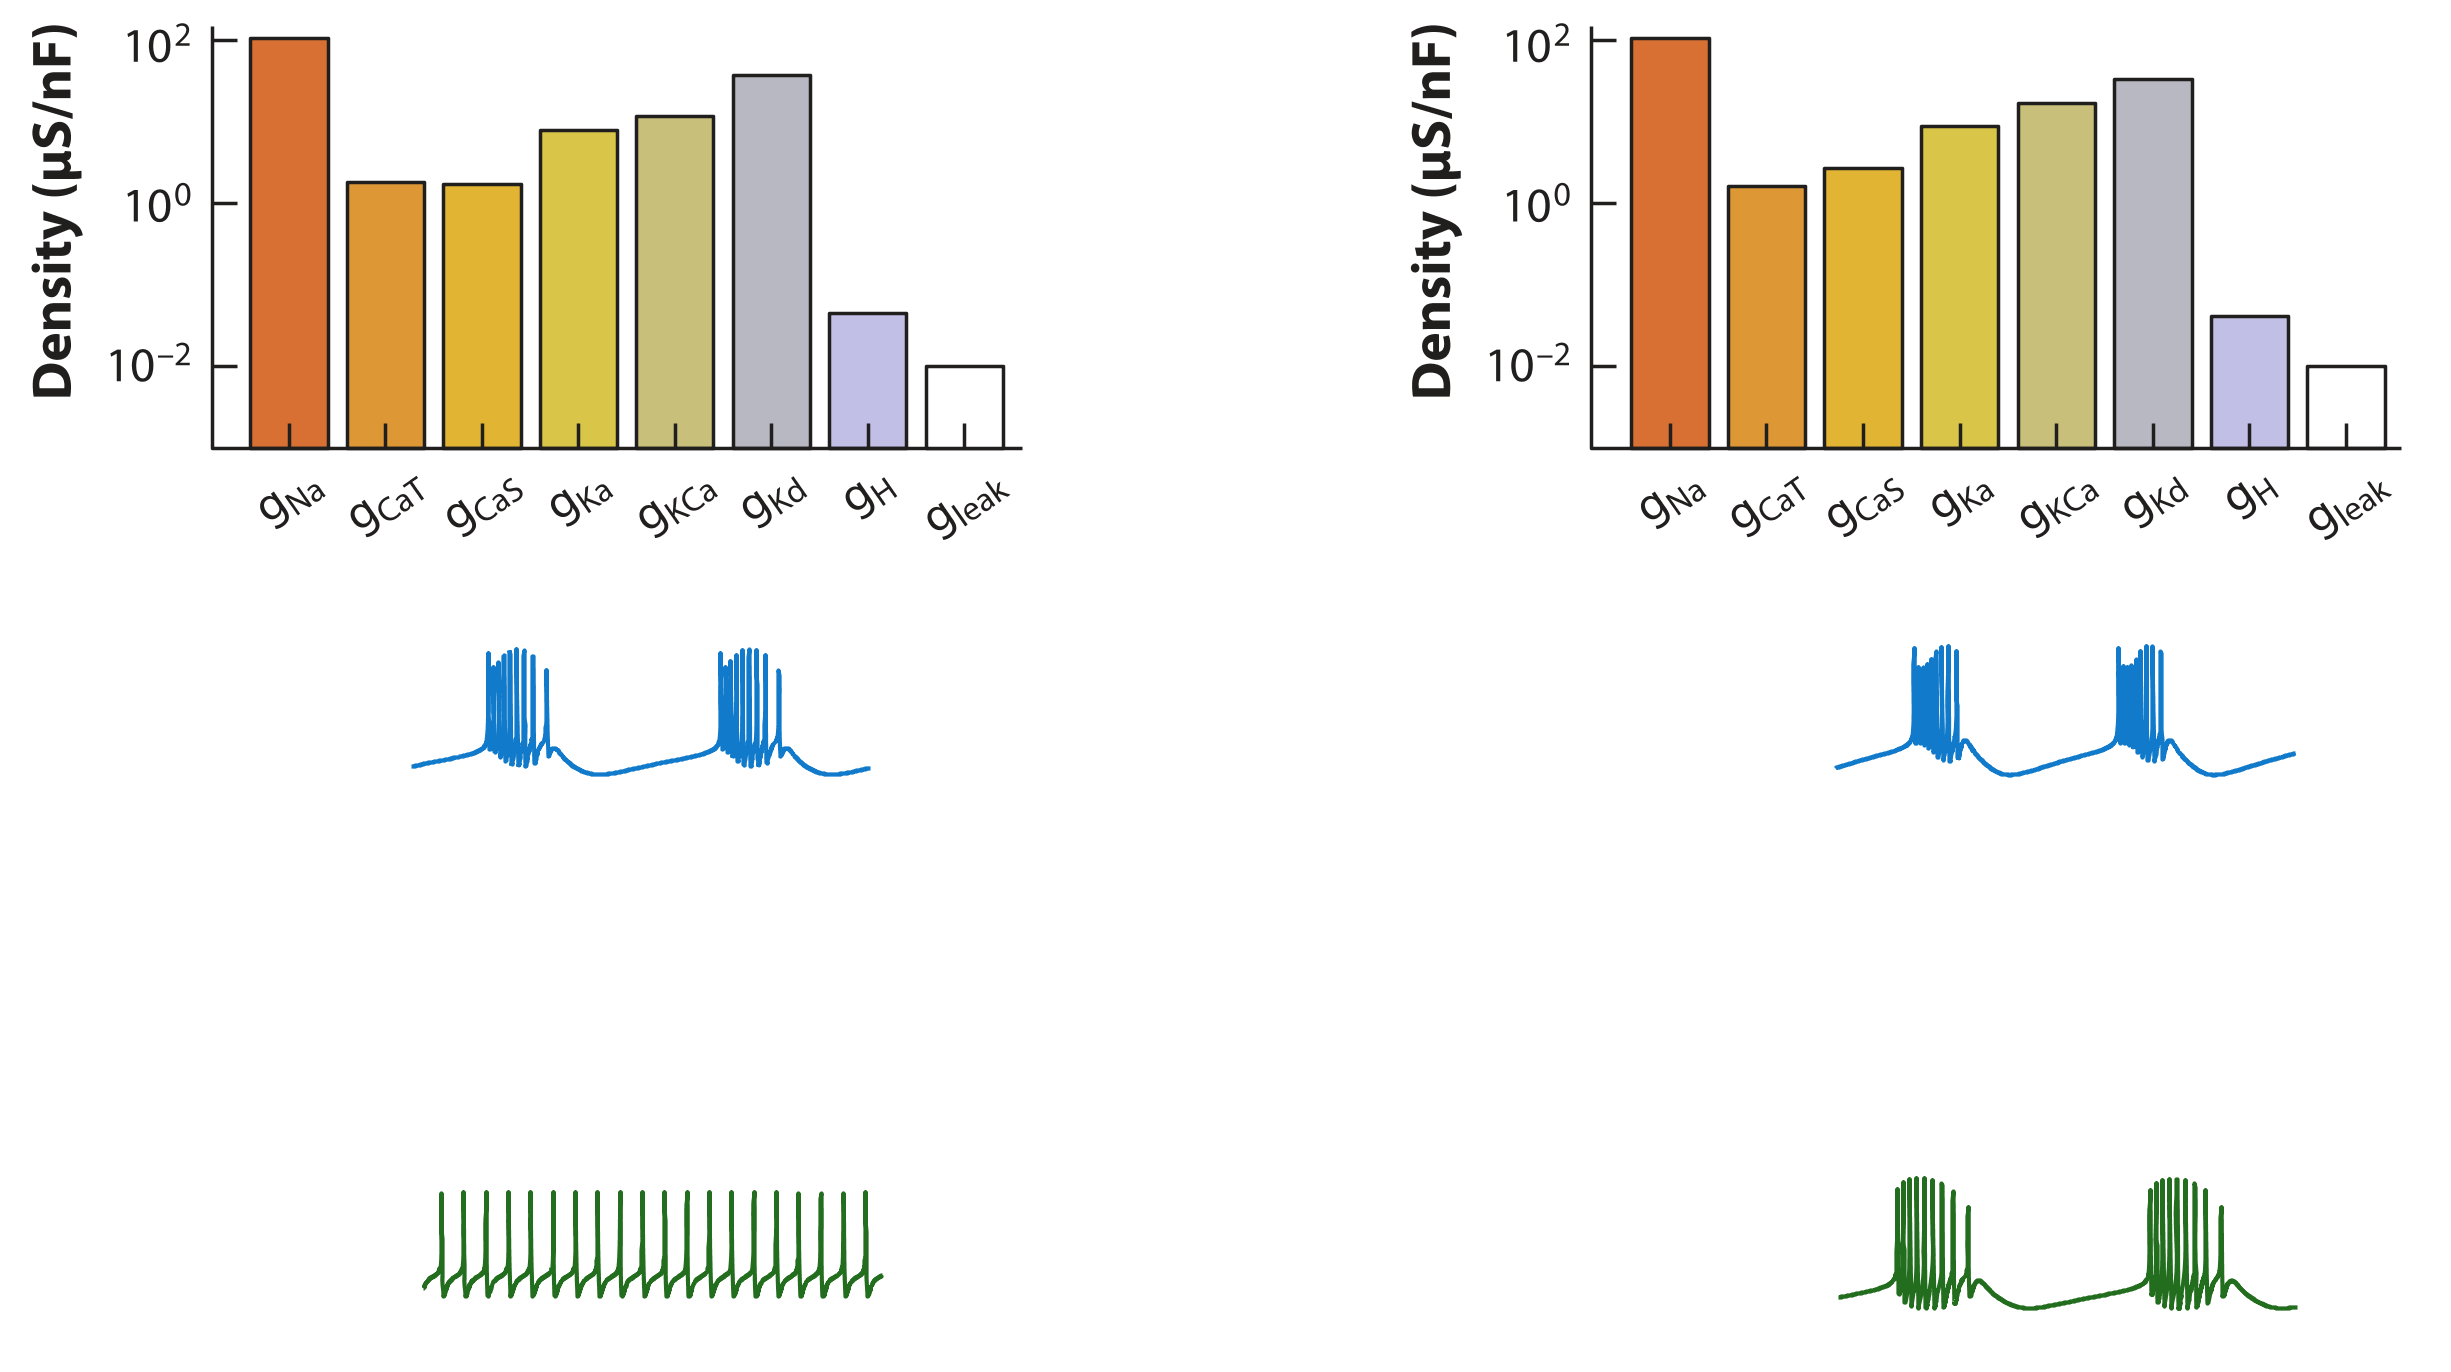 Density (μS/nF)
10²
10⁰
10⁻²
gNa gCaT gCaS gKa gKCa gKd gH gleak
Density (μS/nF)
10²
10⁰
10⁻²
gNa gCaT gCaS gKa gKCa gKd gH gleak